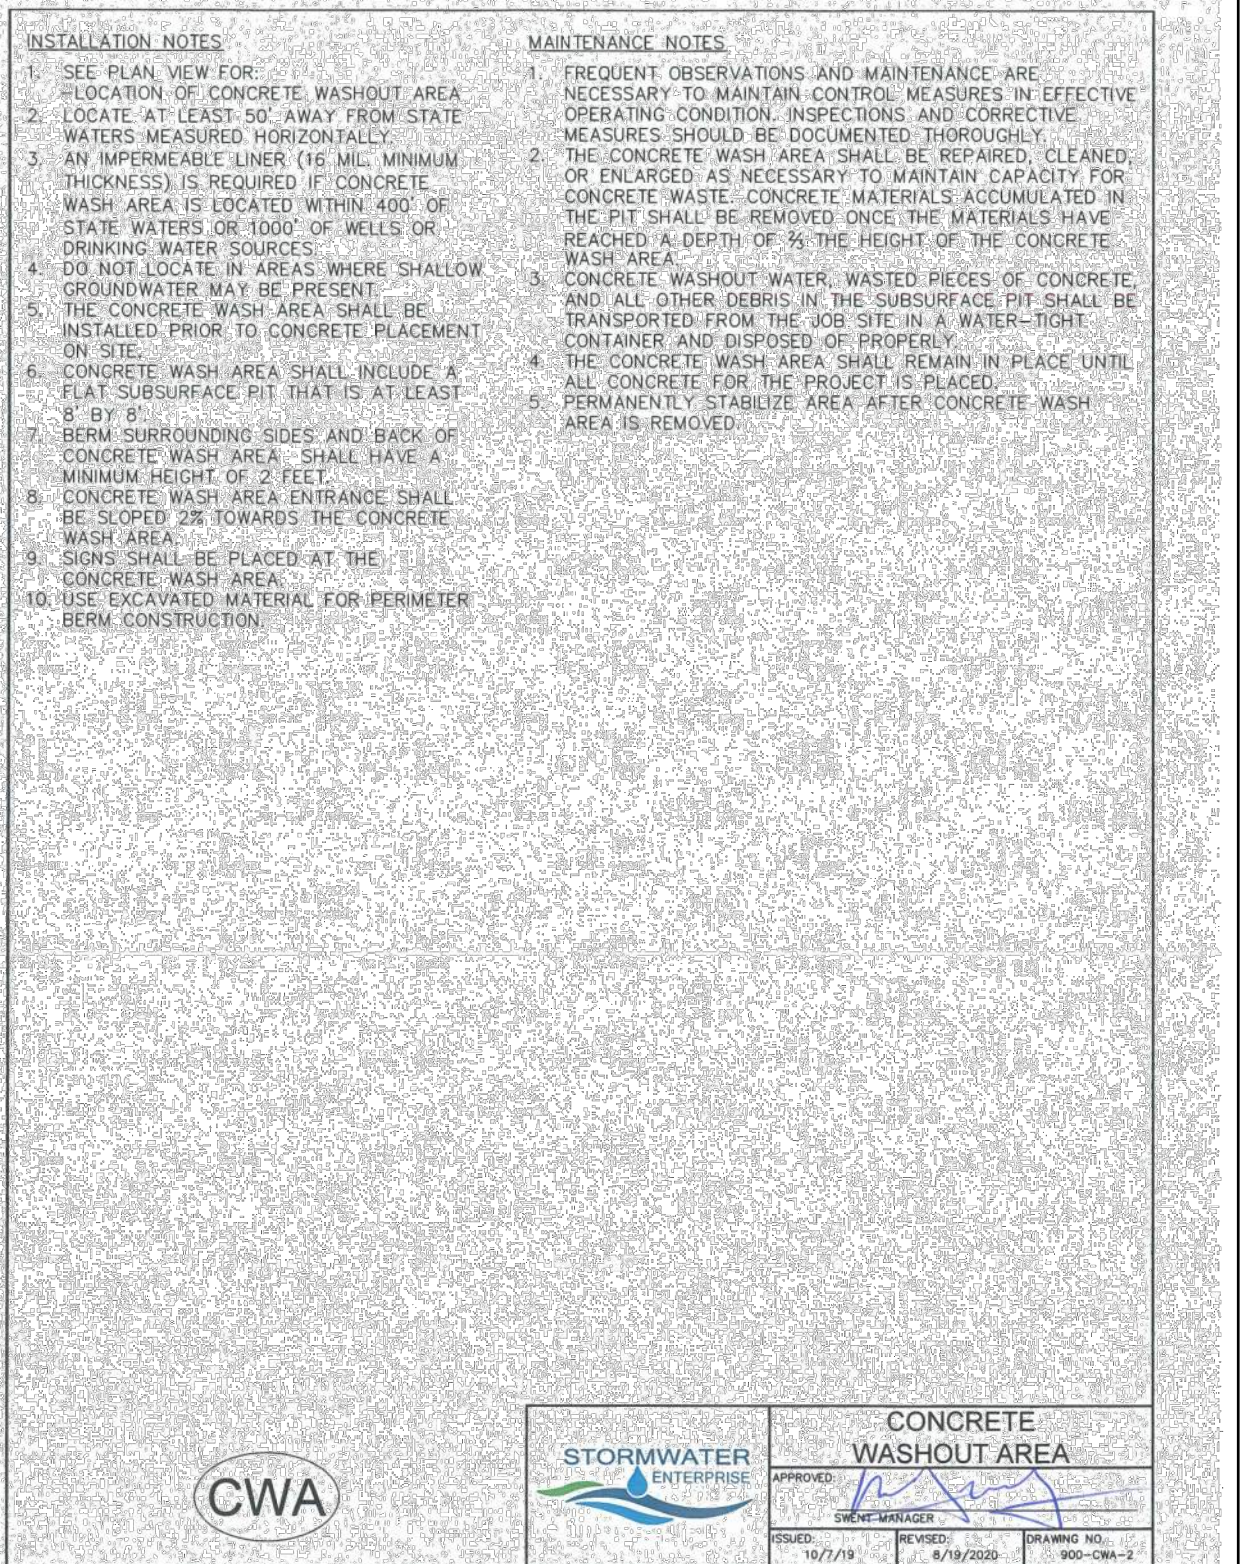 INSTALLATION NOTES
1. SEE PLAN VIEW FOR:
-LOCATION OF CONCRETE WASHOUT AREA
2. LOCATE AT LEAST 50' AWAY FROM STATE
WATERS MEASURED HORIZONTALLY.
3. AN IMPERMEABLE LINER (16 MIL. MINIMUM
THICKNESS) IS REQUIRED IF CONCRETE
WASH AREA IS LOCATED WITHIN 400' OF
STATE WATERS OR 1000' OF WELLS OR
DRINKING WATER SOURCES.
4. DO NOT LOCATE IN AREAS WHERE SHALLOW
GROUNDWATER MAY BE PRESENT.
5. THE CONCRETE WASH AREA SHALL BE
INSTALLED PRIOR TO CONCRETE PLACEMENT
ON SITE.
6. CONCRETE WASH AREA SHALL INCLUDE A
FLAT SUBSURFACE PIT THAT IS AT LEAST
8' BY 8'.
7. BERM SURROUNDING SIDES AND BACK OF
CONCRETE WASH AREA SHALL HAVE A
MINIMUM HEIGHT OF 2 FEET.
8. CONCRETE WASH AREA ENTRANCE SHALL
BE SLOPED 2% TOWARDS THE CONCRETE
WASH AREA.
9. SIGNS SHALL BE PLACED AT THE
CONCRETE WASH AREA.
10. USE EXCAVATED MATERIAL FOR PERIMETER
BERM CONSTRUCTION.
MAINTENANCE NOTES
1. FREQUENT OBSERVATIONS AND MAINTENANCE ARE
NECESSARY TO MAINTAIN CONTROL MEASURES IN EFFECTIVE
OPERATING CONDITION. INSPECTIONS AND CORRECTIVE
MEASURES SHOULD BE DOCUMENTED THOROUGHLY.
2. THE CONCRETE WASH AREA SHALL BE REPAIRED, CLEANED,
OR ENLARGED AS NECESSARY TO MAINTAIN CAPACITY FOR
CONCRETE WASTE. CONCRETE MATERIALS ACCUMULATED IN
THE PIT SHALL BE REMOVED ONCE THE MATERIALS HAVE
REACHED A DEPTH OF ⅔ THE HEIGHT OF THE CONCRETE
WASH AREA.
3. CONCRETE WASHOUT WATER, WASTED PIECES OF CONCRETE,
AND ALL OTHER DEBRIS IN THE SUBSURFACE PIT SHALL BE
TRANSPORTED FROM THE JOB SITE IN A WATER-TIGHT
CONTAINER AND DISPOSED OF PROPERLY.
4. THE CONCRETE WASH AREA SHALL REMAIN IN PLACE UNTIL
ALL CONCRETE FOR THE PROJECT IS PLACED.
5. PERMANENTLY STABILIZE AREA AFTER CONCRETE WASH
AREA IS REMOVED.
CWA
STORMWATER
ENTERPRISE
CONCRETE
WASHOUT AREA
APPROVED:
SWENT MANAGER
ISSUED: REVISED: DRAWING NO.
10/7/19 8/19/2020 900-CWA-2